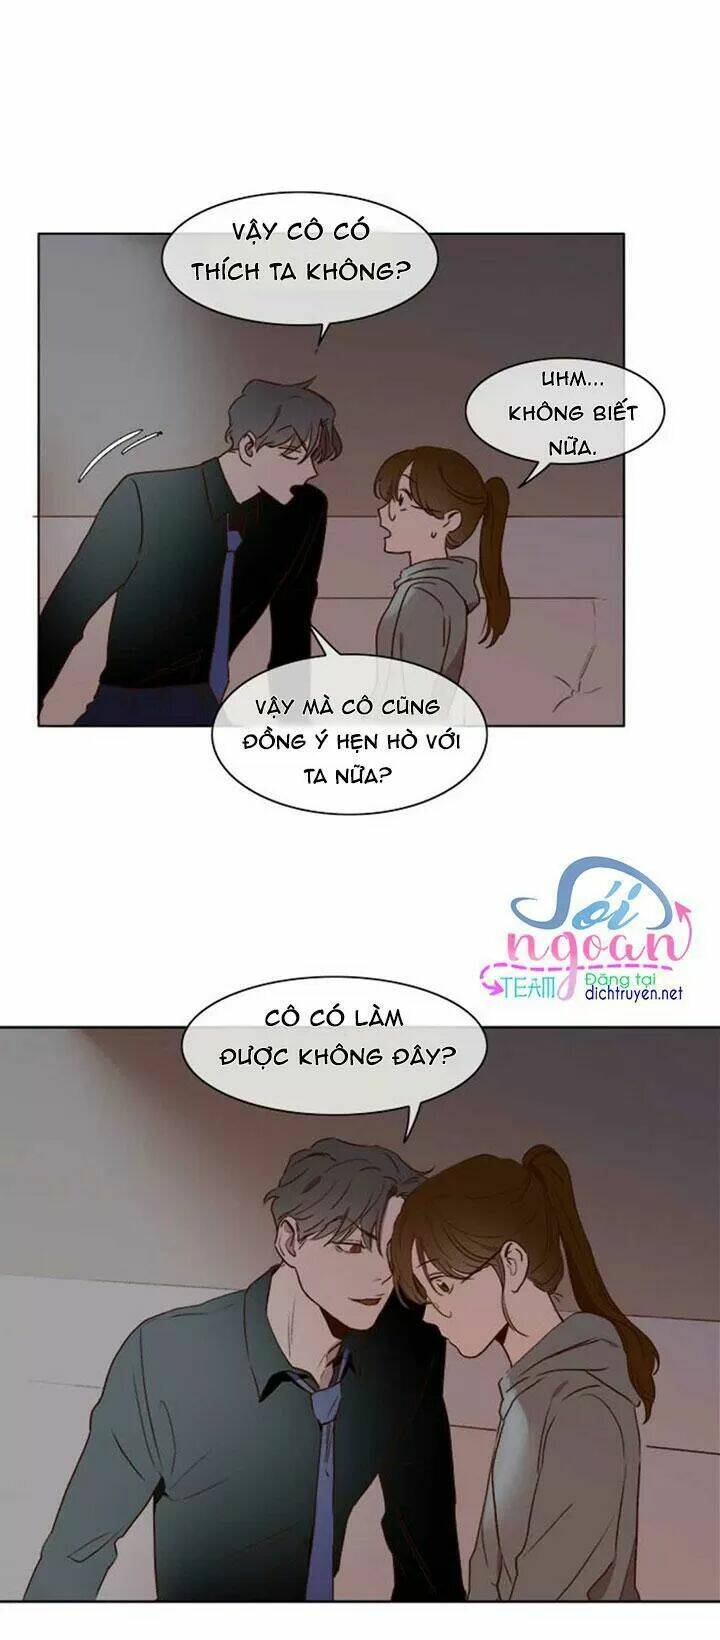 VẬY CÔ CÓ
THÍCH TA KHÔNG?
UHM...
KHÔNG BIẾT
NỮA.
VẬY MÀ CÔ CŨNG
ĐỒNG Ý HẸN HÒ VỚI
TA NỮA?
Sói
ngoan
TEAM
Đăng tại
dichtruyen.net
CÔ CÓ LÀM
ĐƯỢC KHÔNG ĐÂY?